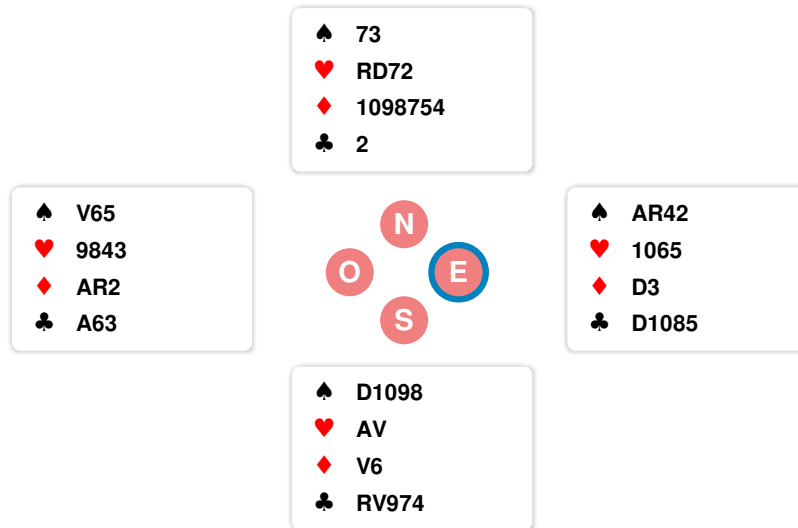 ♠ 73
♥ RD72
♦ 1098754
♣ 2
♠ V65
♥ 9843
♦ AR2
♣ A63
N
O
E
S
♠ AR42
♥ 1065
♦ D3
♣ D1085
♠ D1098
♥ AV
♦ V6
♣ RV974